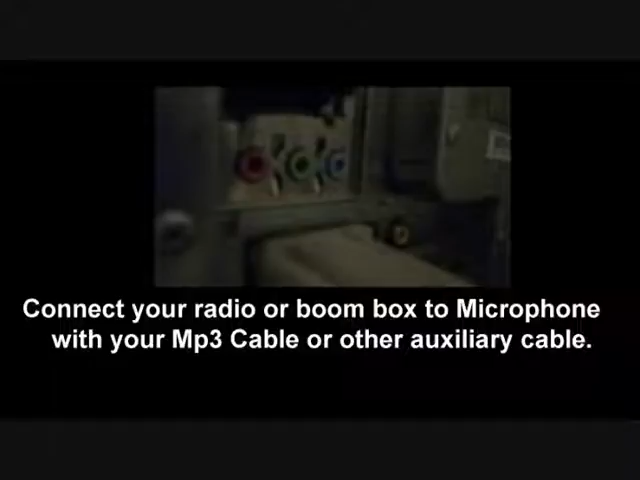 Connect your radio or boom box to Microphone
with your Mp3 Cable or other auxiliary cable.